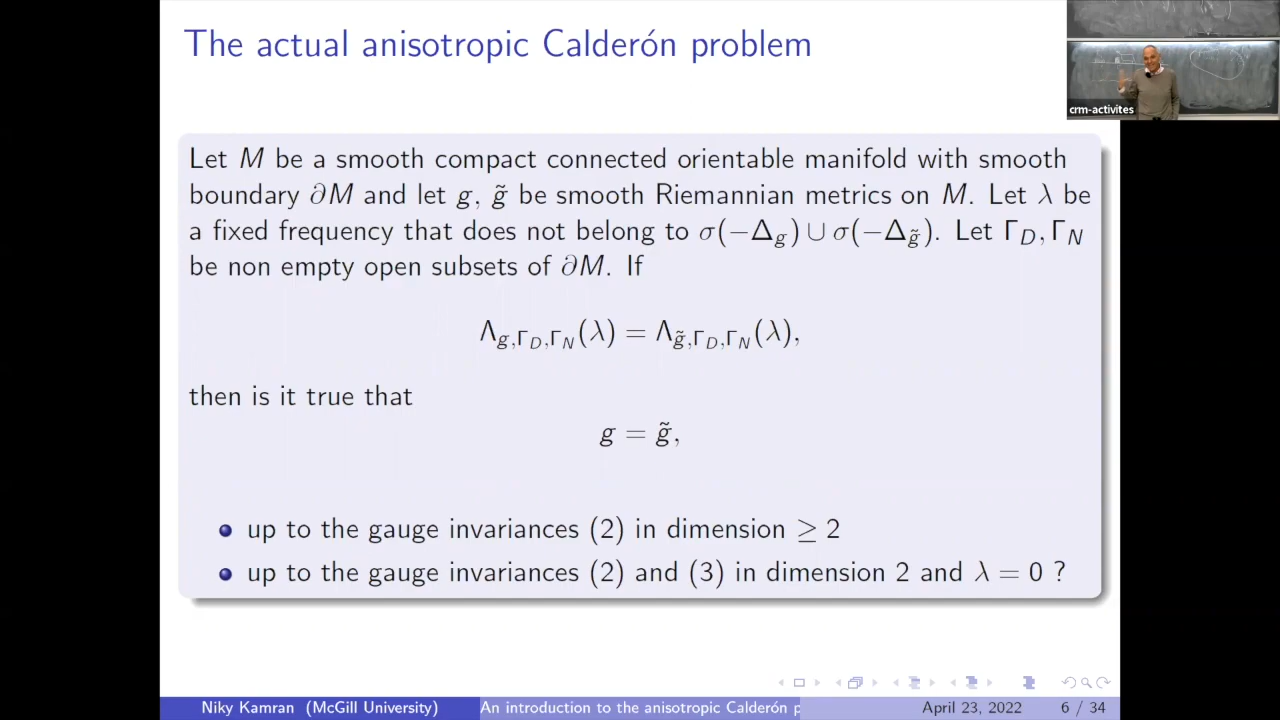 The actual anisotropic Calderón problem
crm-activites
Let M be a smooth compact connected orientable manifold with smooth
boundary ∂M and let g, g̃ be smooth Riemannian metrics on M. Let λ be
a fixed frequency that does not belong to σ(−Δ_g) ∪ σ(−Δ_g̃). Let Γ_D, Γ_N
be non empty open subsets of ∂M. If
Λ_{g,Γ_D,Γ_N}(λ) = Λ_{g̃,Γ_D,Γ_N}(λ),
then is it true that
g = g̃,
up to the gauge invariances (2) in dimension ≥ 2
up to the gauge invariances (2) and (3) in dimension 2 and λ = 0 ?
Niky Kamran (McGill University) An introduction to the anisotropic Calderón p April 23, 2022 6 / 34